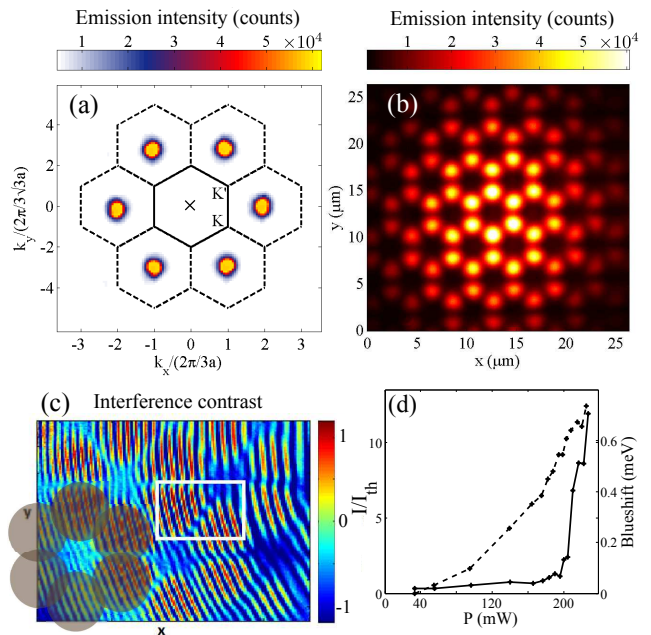 Emission intensity (counts)
1 2 3 4 5 ×10⁴
(a)
4
2
0
-2
-4
k_y/(2π/3√3a)
K'
K
-3 -2 -1 0 1 2 3
k_x/(2π/3a)
Emission intensity (counts)
1 2 3 4 5 ×10⁴
(b)
25
20
15
10
5
0
y (μm)
0 5 10 15 20 25
x (μm)
(c) Interference contrast
1
0
-1
y
x
(d)
10
5
0
I/I_th
0.6
0.4
0.2
0
Blueshift (meV)
40 80 120 160 200
P (mW)